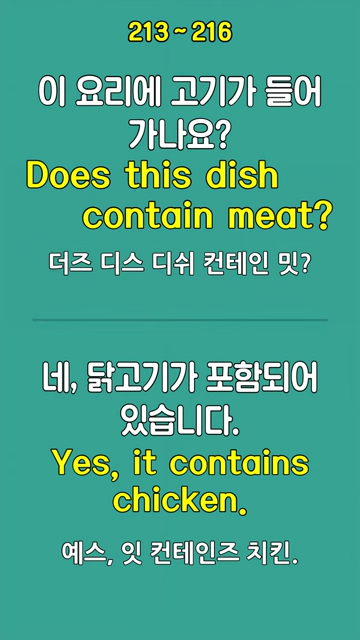 213 ~ 216
이 요리에 고기가 들어
가나요?
Does this dish
contain meat?
더즈 디스 디쉬 컨테인 밋?
네, 닭고기가 포함되어
있습니다.
Yes, it contains
chicken.
예스, 잇 컨테인즈 치킨.